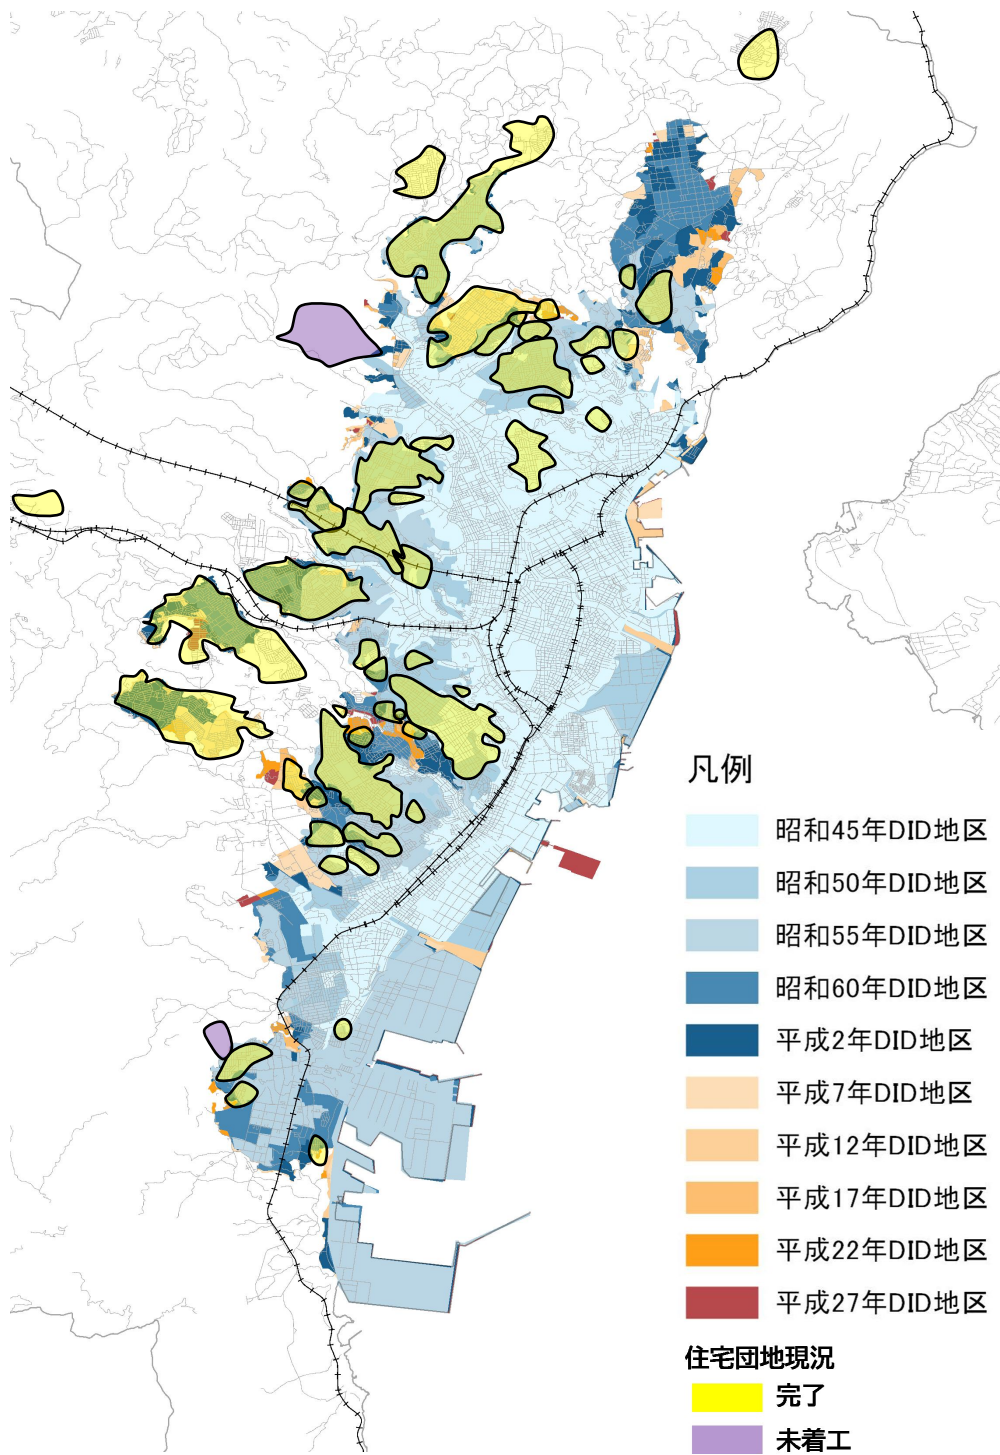 凡例
昭和45年DID地区
昭和50年DID地区
昭和55年DID地区
昭和60年DID地区
平成2年DID地区
平成7年DID地区
平成12年DID地区
平成17年DID地区
平成22年DID地区
平成27年DID地区
住宅団地現況
完了
未着工